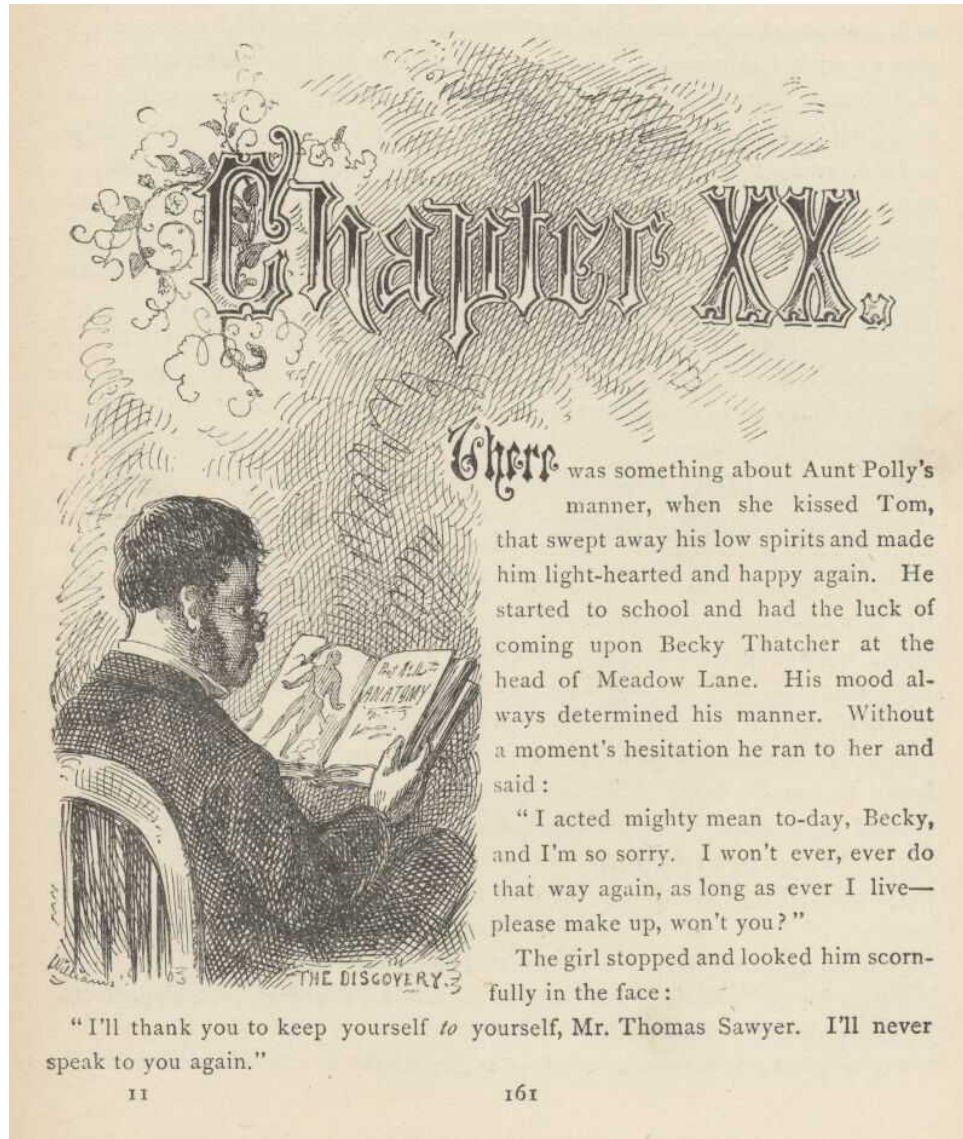 Chapter XX.
There was something about Aunt Polly's
manner, when she kissed Tom,
that swept away his low spirits and made
him light-hearted and happy again. He
started to school and had the luck of
coming upon Becky Thatcher at the
head of Meadow Lane. His mood al-
ways determined his manner. Without
a moment's hesitation he ran to her and
said :
" I acted mighty mean to-day, Becky,
and I'm so sorry. I won't ever, ever do
that way again, as long as ever I live—
please make up, won't you ? "
The girl stopped and looked him scorn-
fully in the face :
ANATOMY
Williams
THE DISCOVERY.
" I'll thank you to keep yourself to yourself, Mr. Thomas Sawyer. I'll never
speak to you again."
11 161